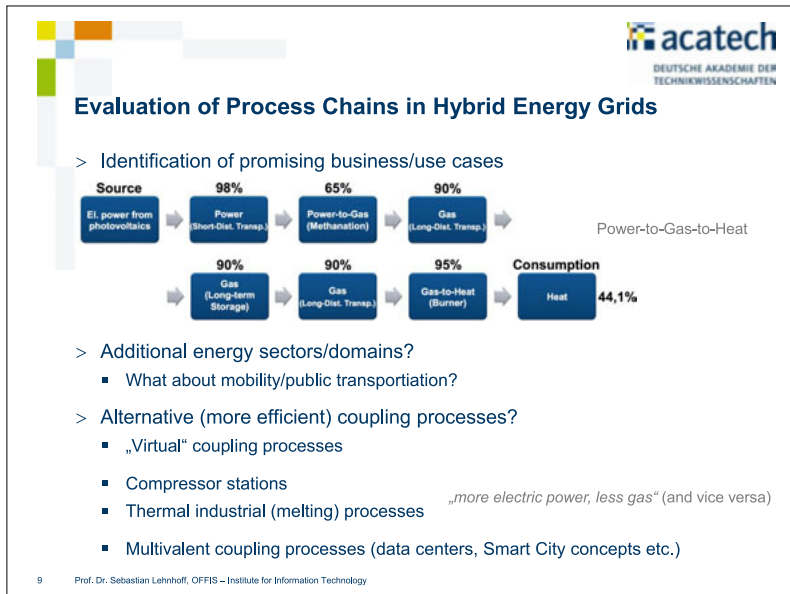 acatech
DEUTSCHE AKADEMIE DER
TECHNIKWISSENSCHAFTEN
Evaluation of Process Chains in Hybrid Energy Grids
> Identification of promising business/use cases
Source 98% 65% 90%
El. power from photovoltaics
Power (Short-Dist. Transp.)
Power-to-Gas (Methanation)
Gas (Long-Dist. Transp.)
Power-to-Gas-to-Heat
90% 90% 95% Consumption
Gas (Long-term Storage)
Gas (Long-Dist. Transp.)
Gas-to-Heat (Burner)
Heat
44,1%
> Additional energy sectors/domains?
▪ What about mobility/public transportiation?
> Alternative (more efficient) coupling processes?
▪ „Virtual“ coupling processes
▪ Compressor stations
„more electric power, less gas“ (and vice versa)
▪ Thermal industrial (melting) processes
▪ Multivalent coupling processes (data centers, Smart City concepts etc.)
9 Prof. Dr. Sebastian Lehnhoff, OFFIS – Institute for Information Technology